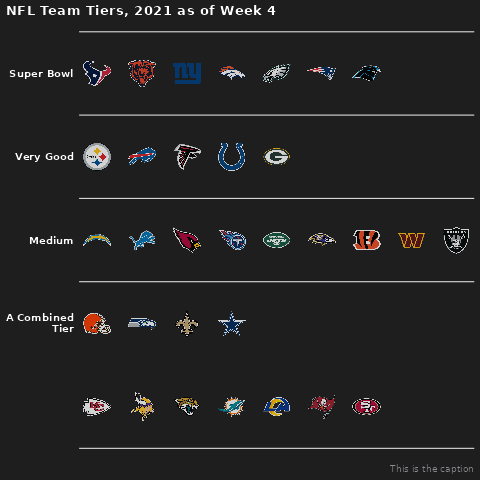 NFL Team Tiers, 2021 as of Week 4
Super Bowl
Very Good
Medium
A Combined
Tier
This is the caption